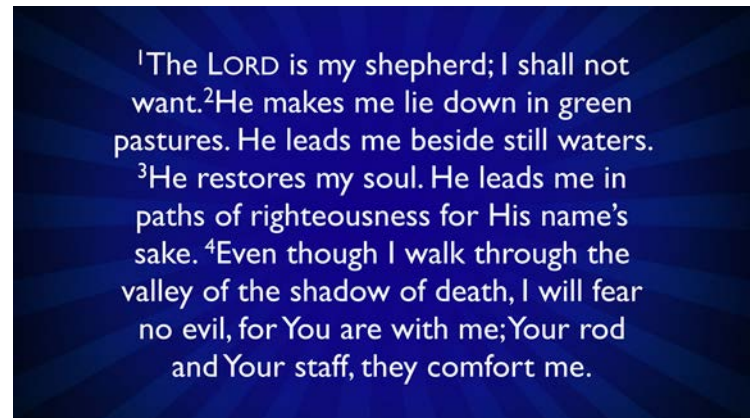 ¹The LORD is my shepherd; I shall not
want.²He makes me lie down in green
pastures. He leads me beside still waters.
³He restores my soul. He leads me in
paths of righteousness for His name’s
sake. ⁴Even though I walk through the
valley of the shadow of death, I will fear
no evil, for You are with me; Your rod
and Your staff, they comfort me.